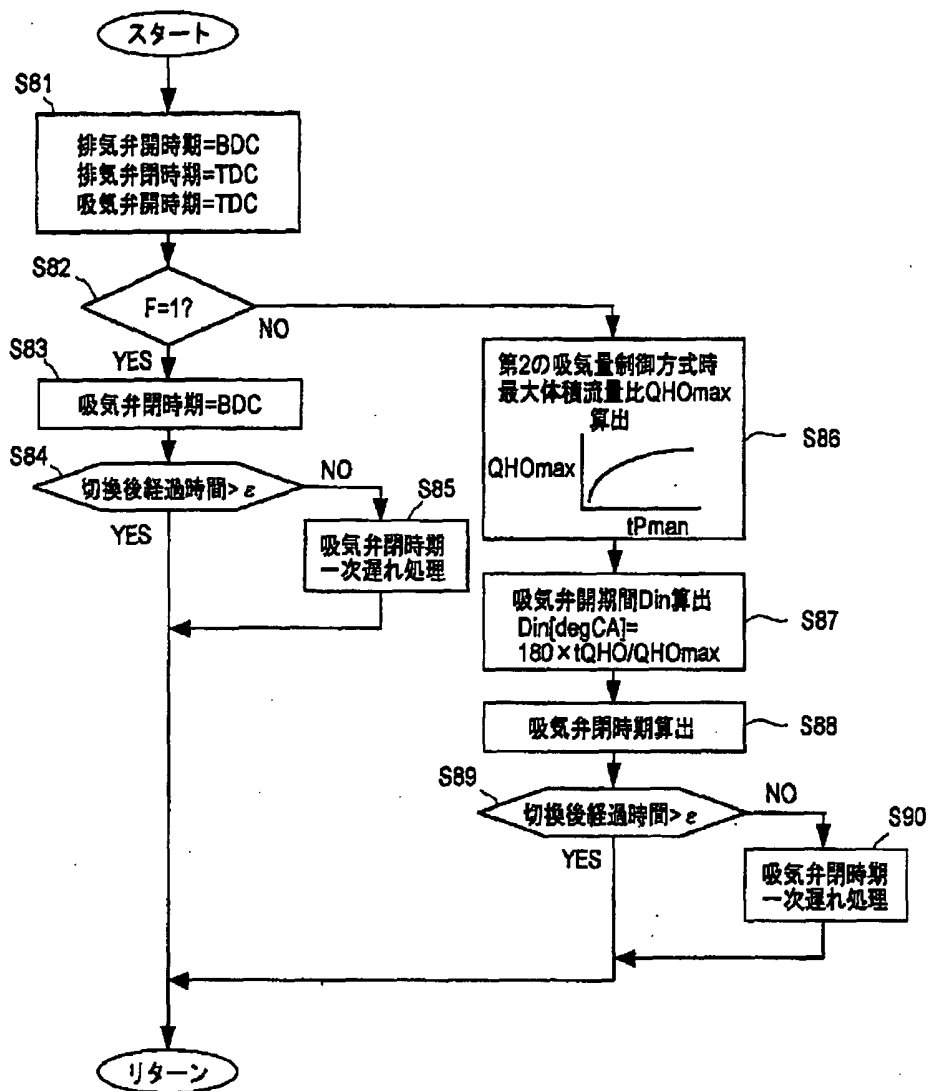 スタート
S81
排気弁開時期=BDC
排気弁閉時期=TDC
吸気弁開時期=TDC
S82
F=1?
NO
YES
S83
吸気弁閉時期=BDC
S84
切換後経過時間>ε
NO
YES
S85
吸気弁閉時期
一次遅れ処理
第2の吸気量制御方式時
最大体積流量比QHOmax
算出
QHOmax
tPman
S86
吸気弁開期間Din算出
Din[degCA]=
180×tQHO/QHOmax
S87
吸気弁閉時期算出
S88
S89
切換後経過時間>ε
NO
YES
S90
吸気弁閉時期
一次遅れ処理
リターン